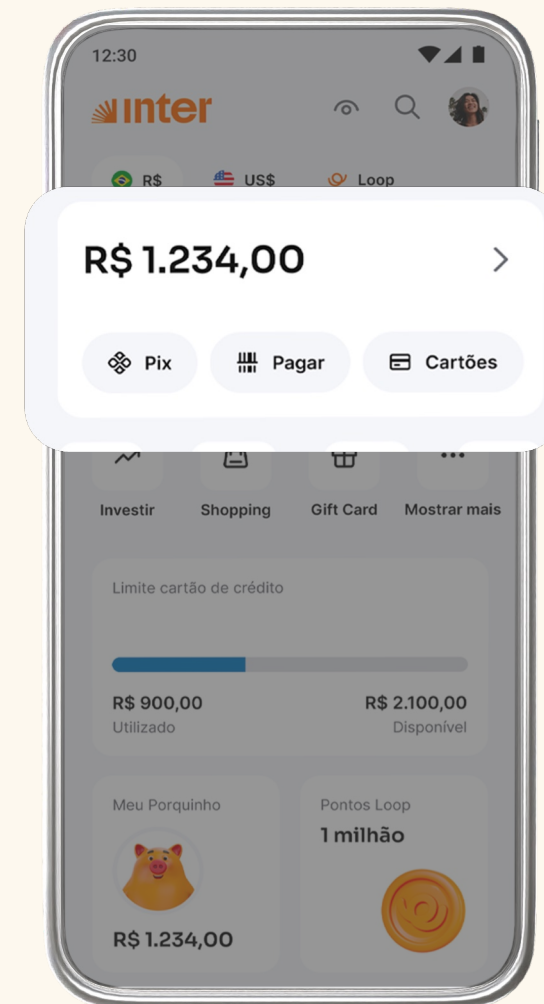 12:30
inter
R$ US$ Loop
R$ 1.234,00
Pix Pagar Cartões
Investir Shopping Gift Card Mostrar mais
Limite cartão de crédito
R$ 900,00 R$ 2.100,00
Utilizado Disponível
Meu Porquinho Pontos Loop
1 milhão
R$ 1.234,00